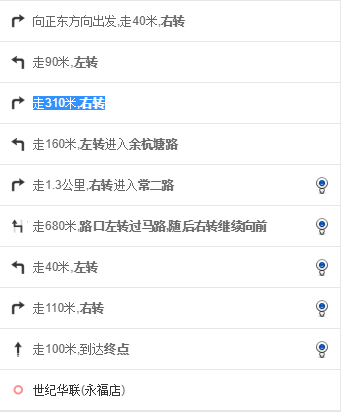 向正东方向出发,走40米,右转
走90米,左转
走310米,右转
走160米,左转进入余杭塘路
走1.3公里,右转进入常二路
走680米,路口左转过马路,随后右转继续向前
走40米,左转
走110米,右转
走100米,到达终点
世纪华联(永福店)